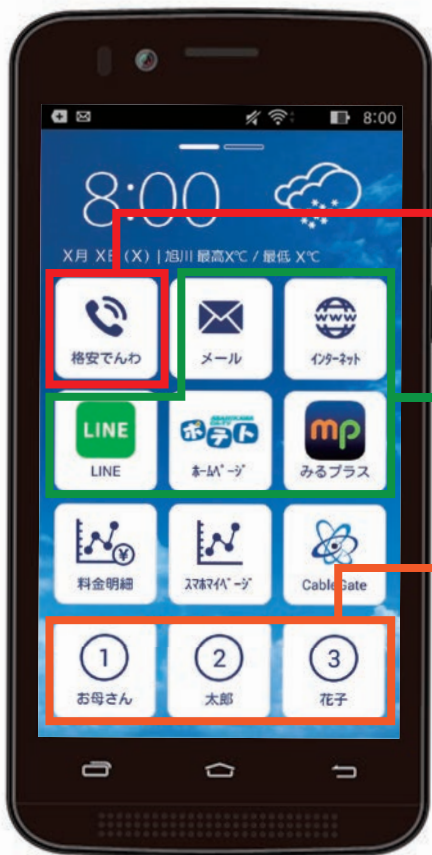 8:00
8:00
X月 X日(X) | 旭川 最高X℃ / 最低 X℃
格安でんわ
メール
www
インターネット
LINE
LINE
ポテト
ホームページ
mp
みるプラス
¥
料金明細
スマホマイページ
CableGate
1
お母さん
2
太郎
3
花子